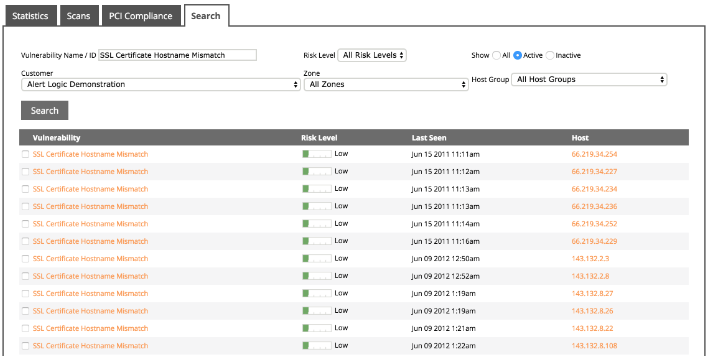 Statistics Scans PCI Compliance Search
Vulnerability Name / ID SSL Certificate Hostname Mismatch Risk Level All Risk Levels Show All Active Inactive
Customer Zone
Alert Logic Demonstration All Zones Host Group All Host Groups
Search
Vulnerability Risk Level Last Seen Host
SSL Certificate Hostname Mismatch Low Jun 15 2011 11:11am 66.219.34.254
SSL Certificate Hostname Mismatch Low Jun 15 2011 11:12am 66.219.34.227
SSL Certificate Hostname Mismatch Low Jun 15 2011 11:13am 66.219.34.234
SSL Certificate Hostname Mismatch Low Jun 15 2011 11:13am 66.219.34.236
SSL Certificate Hostname Mismatch Low Jun 15 2011 11:14am 66.219.34.252
SSL Certificate Hostname Mismatch Low Jun 15 2011 11:16am 66.219.34.229
SSL Certificate Hostname Mismatch Low Jun 09 2012 12:50am 143.132.2.3
SSL Certificate Hostname Mismatch Low Jun 09 2012 12:52am 143.132.2.8
SSL Certificate Hostname Mismatch Low Jun 09 2012 1:19am 143.132.8.27
SSL Certificate Hostname Mismatch Low Jun 09 2012 1:19am 143.132.8.26
SSL Certificate Hostname Mismatch Low Jun 09 2012 1:21am 143.132.8.22
SSL Certificate Hostname Mismatch Low Jun 09 2012 1:22am 143.132.8.108